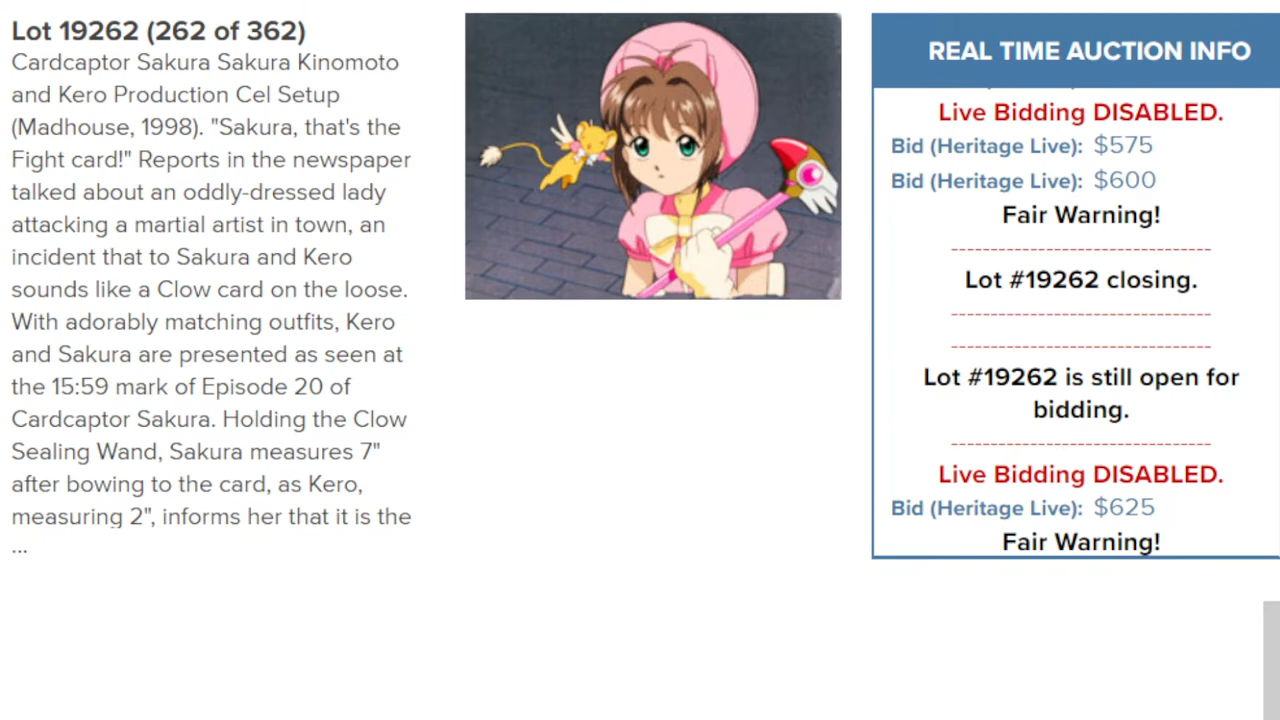 Lot 19262 (262 of 362)
Cardcaptor Sakura Sakura Kinomoto
and Kero Production Cel Setup
(Madhouse, 1998). "Sakura, that's the
Fight card!" Reports in the newspaper
talked about an oddly-dressed lady
attacking a martial artist in town, an
incident that to Sakura and Kero
sounds like a Clow card on the loose.
With adorably matching outfits, Kero
and Sakura are presented as seen at
the 15:59 mark of Episode 20 of
Cardcaptor Sakura. Holding the Clow
Sealing Wand, Sakura measures 7"
after bowing to the card, as Kero,
measuring 2", informs her that it is the
...
REAL TIME AUCTION INFO
Live Bidding DISABLED.
Bid (Heritage Live): $575
Bid (Heritage Live): $600
Fair Warning!
--------------------------------
Lot #19262 closing.
--------------------------------
--------------------------------
Lot #19262 is still open for
bidding.
--------------------------------
Live Bidding DISABLED.
Bid (Heritage Live): $625
Fair Warning!